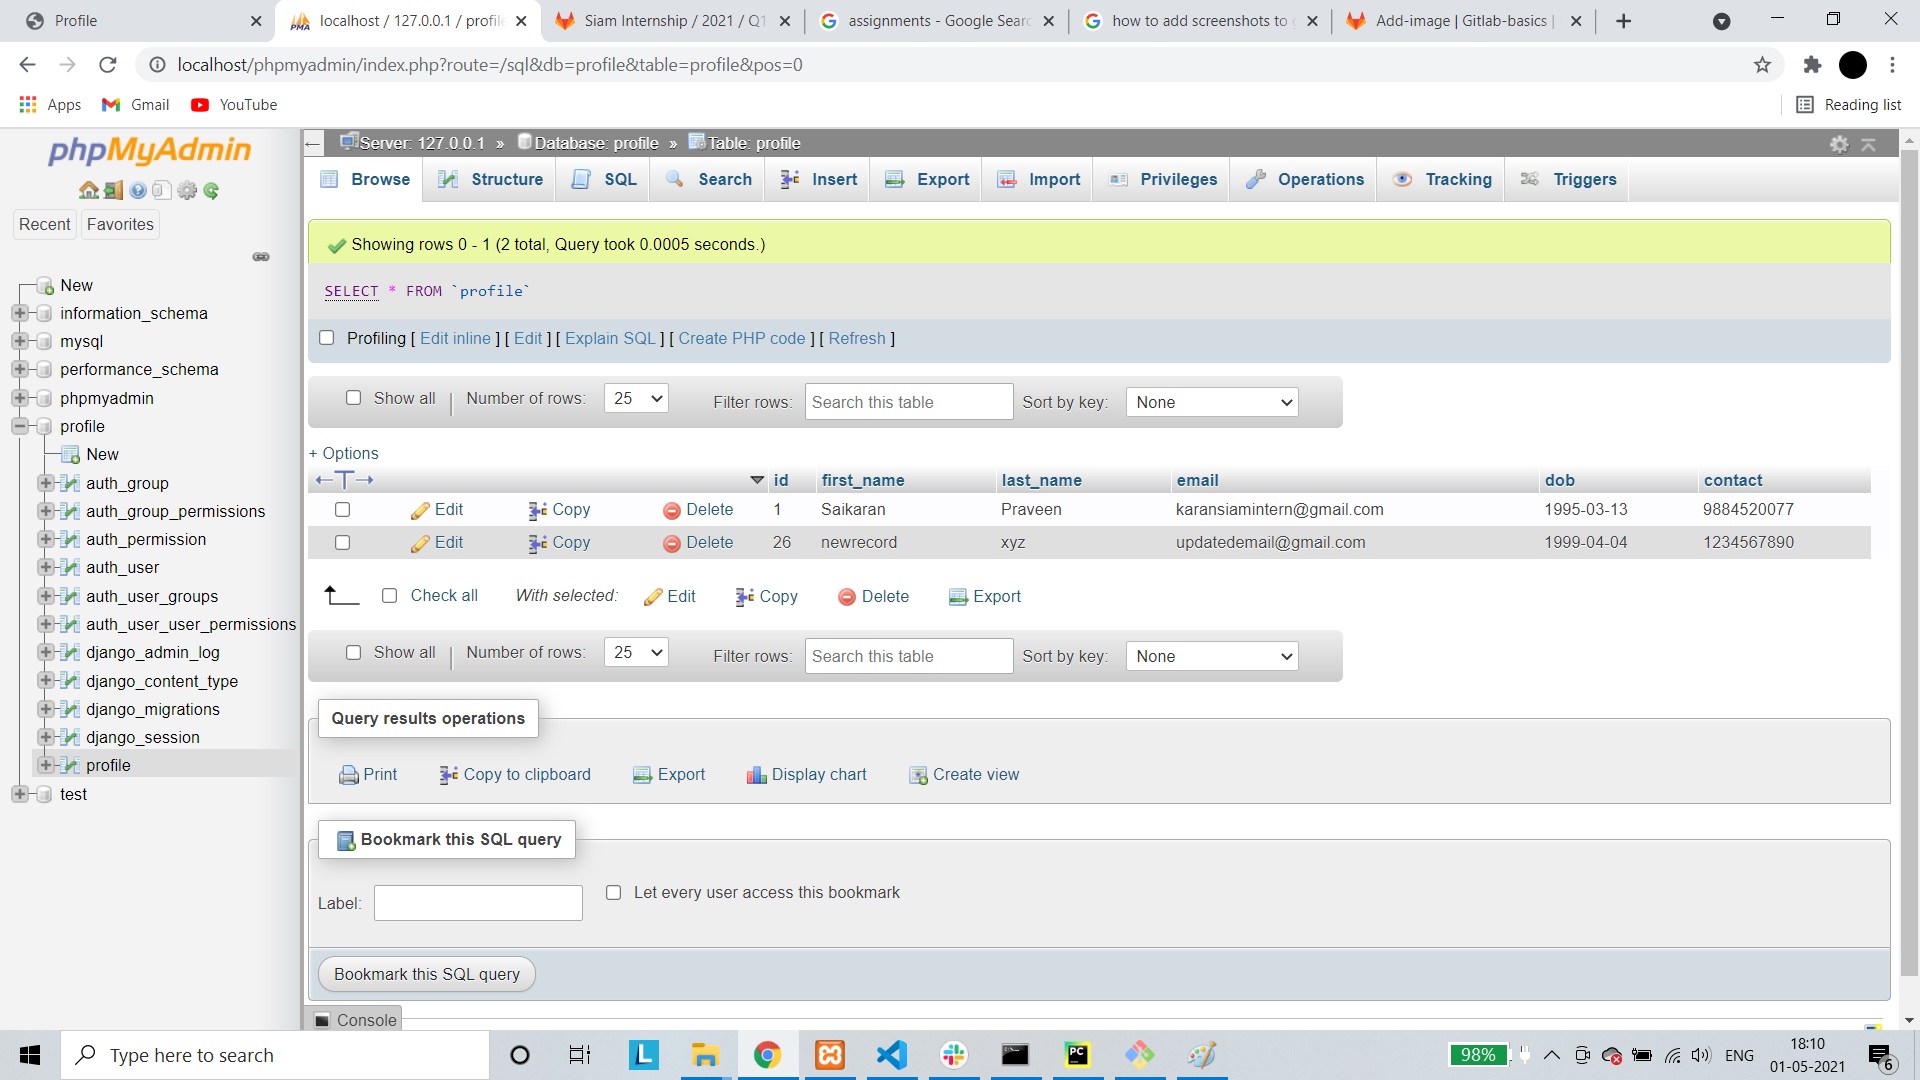 Profile
localhost / 127.0.0.1 / profile
Siam Internship / 2021 / Q1
assignments - Google Searc
how to add screenshots to g
Add-image | Gitlab-basics |
localhost/phpmyadmin/index.php?route=/sql&db=profile&table=profile&pos=0
Apps
Gmail
YouTube
Reading list
phpMyAdmin
Recent
Favorites
New
information_schema
mysql
performance_schema
phpmyadmin
profile
New
auth_group
auth_group_permissions
auth_permission
auth_user
auth_user_groups
auth_user_user_permissions
django_admin_log
django_content_type
django_migrations
django_session
profile
test
Server: 127.0.0.1 » Database: profile » Table: profile
Browse Structure SQL Search Insert Export Import Privileges Operations Tracking Triggers
Showing rows 0 - 1 (2 total, Query took 0.0005 seconds.)
SELECT * FROM `profile`
Profiling [ Edit inline ] [ Edit ] [ Explain SQL ] [ Create PHP code ] [ Refresh ]
Show all | Number of rows: 25 Filter rows: Search this table Sort by key: None
+ Options
id first_name last_name email dob contact
Edit Copy Delete 1 Saikaran Praveen karansiamintern@gmail.com 1995-03-13 9884520077
Edit Copy Delete 26 newrecord xyz updatedemail@gmail.com 1999-04-04 1234567890
Check all With selected: Edit Copy Delete Export
Show all | Number of rows: 25 Filter rows: Search this table Sort by key: None
Query results operations
Print Copy to clipboard Export Display chart Create view
Bookmark this SQL query
Label: Let every user access this bookmark
Bookmark this SQL query
Console
Type here to search
L
PC
98%
ENG
18:10
01-05-2021
6